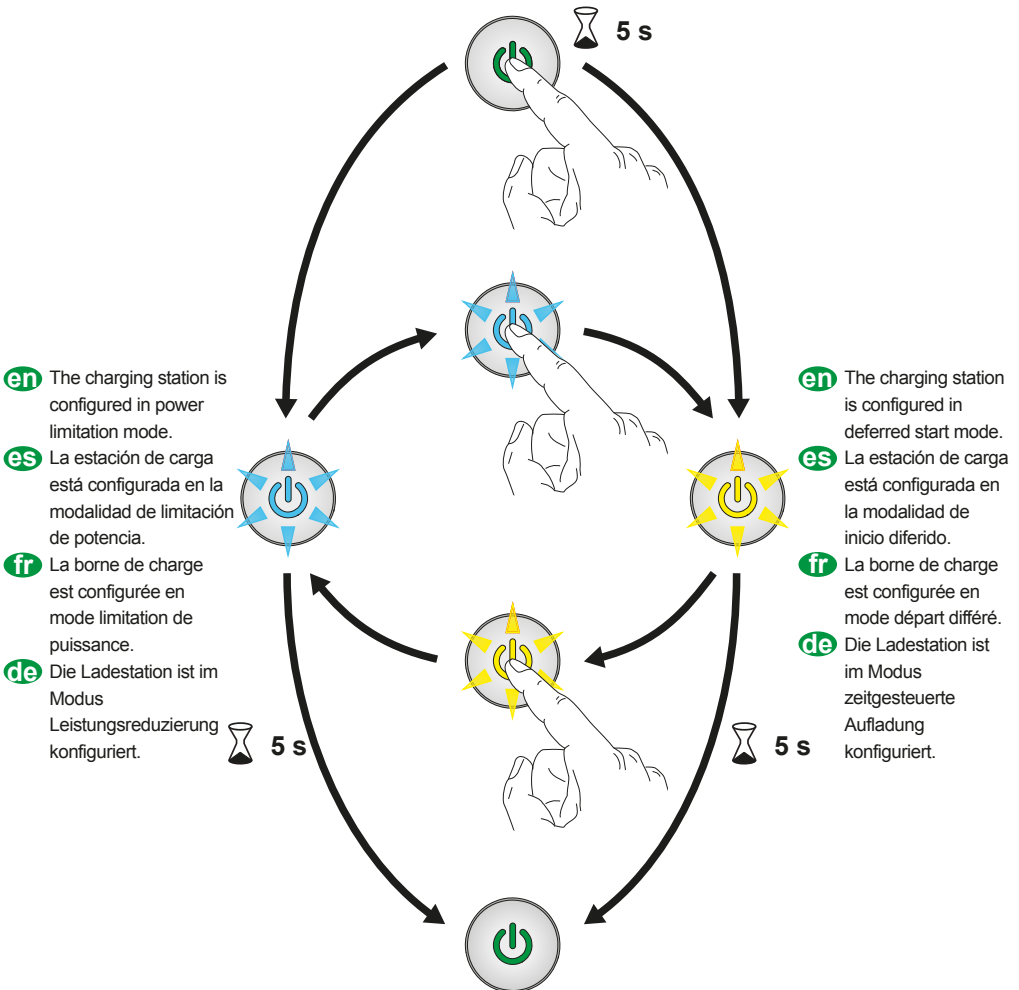 5 s
en The charging station is
configured in power
limitation mode.
es La estación de carga
está configurada en la
modalidad de limitación
de potencia.
fr La borne de charge
est configurée en
mode limitation de
puissance.
de Die Ladestation ist im
Modus
Leistungsreduzierung
konfiguriert.
5 s
en The charging station
is configured in
deferred start mode.
es La estación de carga
está configurada en
la modalidad de
inicio diferido.
fr La borne de charge
est configurée en
mode départ différé.
de Die Ladestation ist
im Modus
zeitgesteuerte
Aufladung
konfiguriert.
5 s